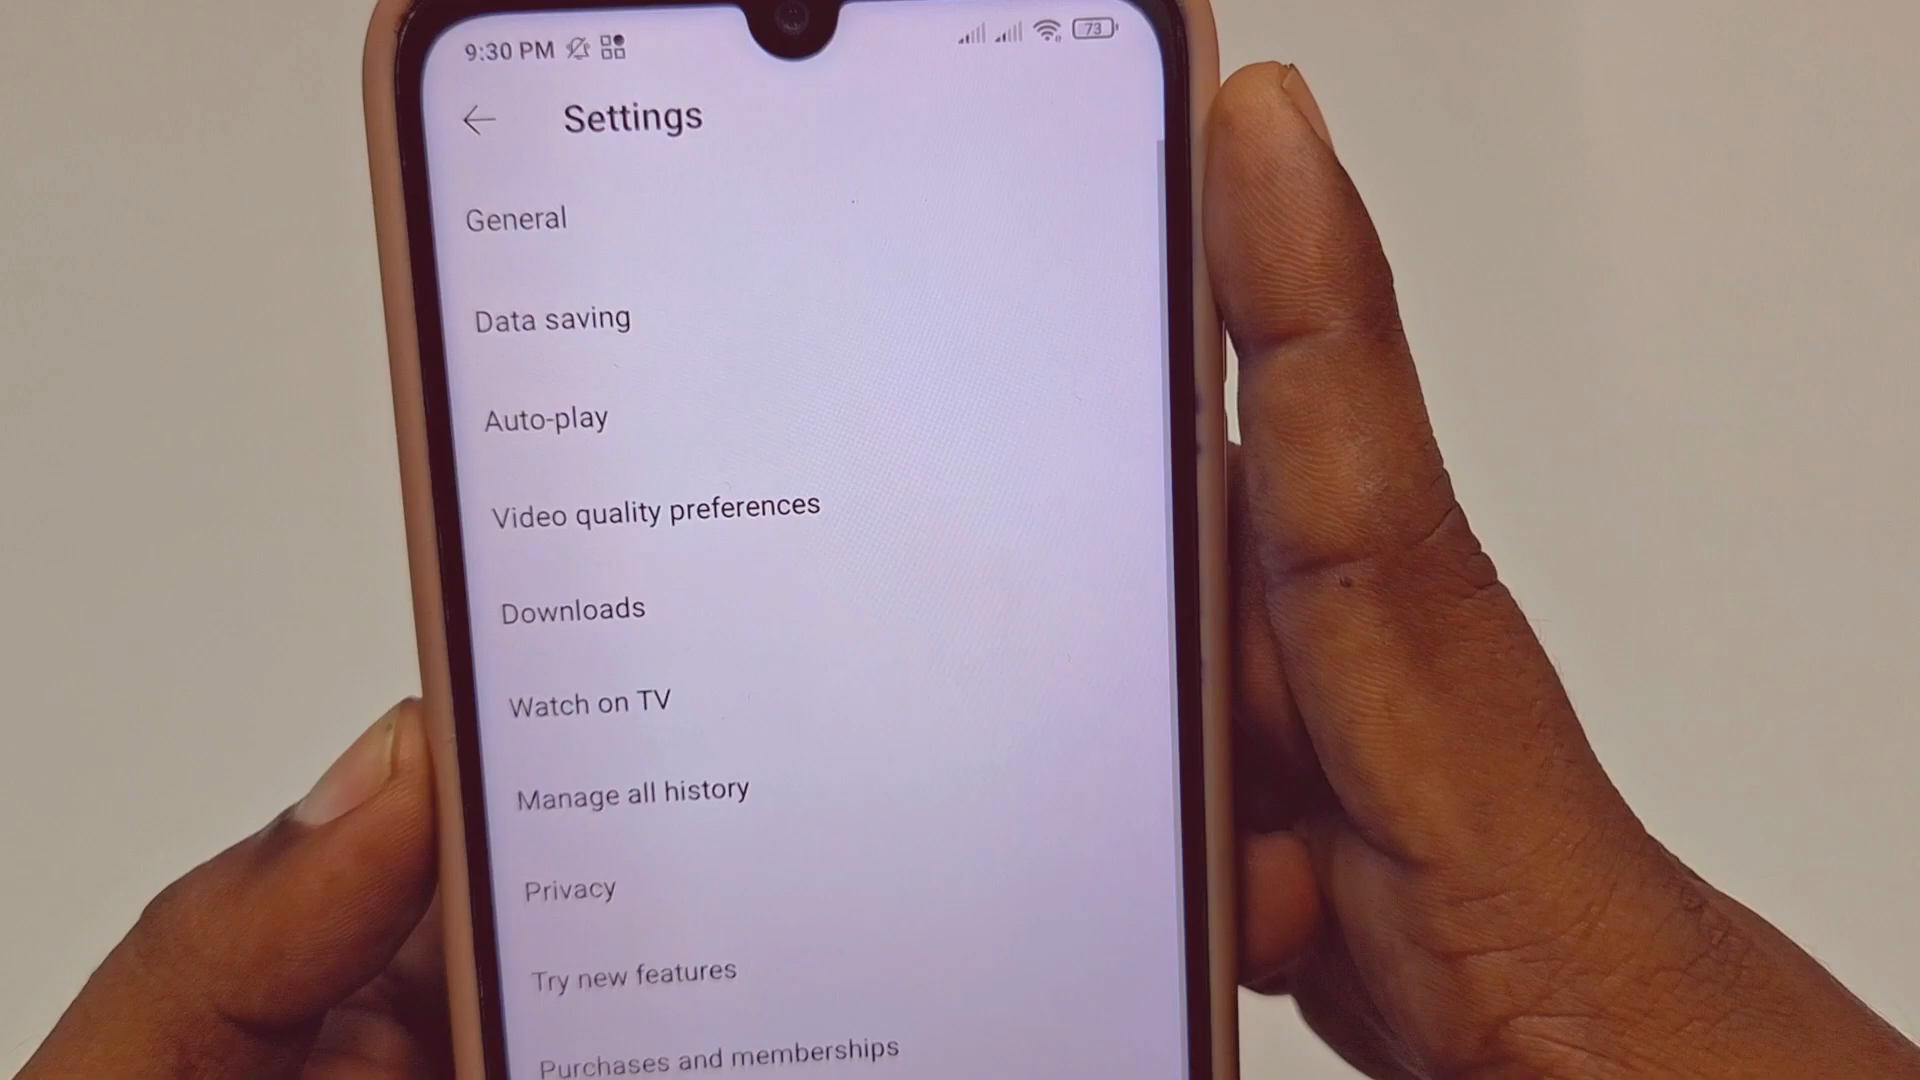 9:30 PM
73
Settings
General
Data saving
Auto-play
Video quality preferences
Downloads
Watch on TV
Manage all history
Privacy
Try new features
Purchases and memberships